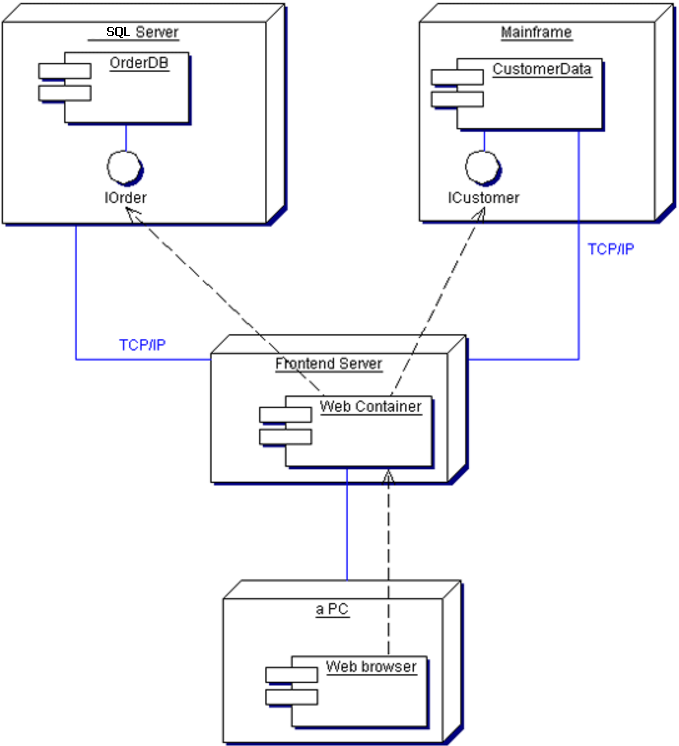 SQL Server
OrderDB
IOrder
Mainframe
CustomerData
ICustomer
TCP/IP
TCP/IP
Frontend Server
Web Container
a PC
Web browser